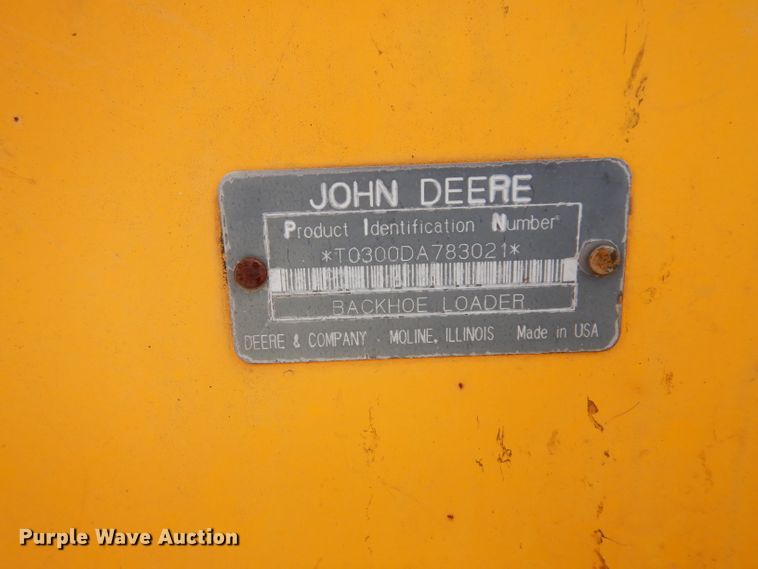 JOHN DEERE
Product Identification Number
*T0300DA783021*
BACKHOE LOADER
DEERE & COMPANY MOLINE, ILLINOIS Made in USA
Purple Wave Auction